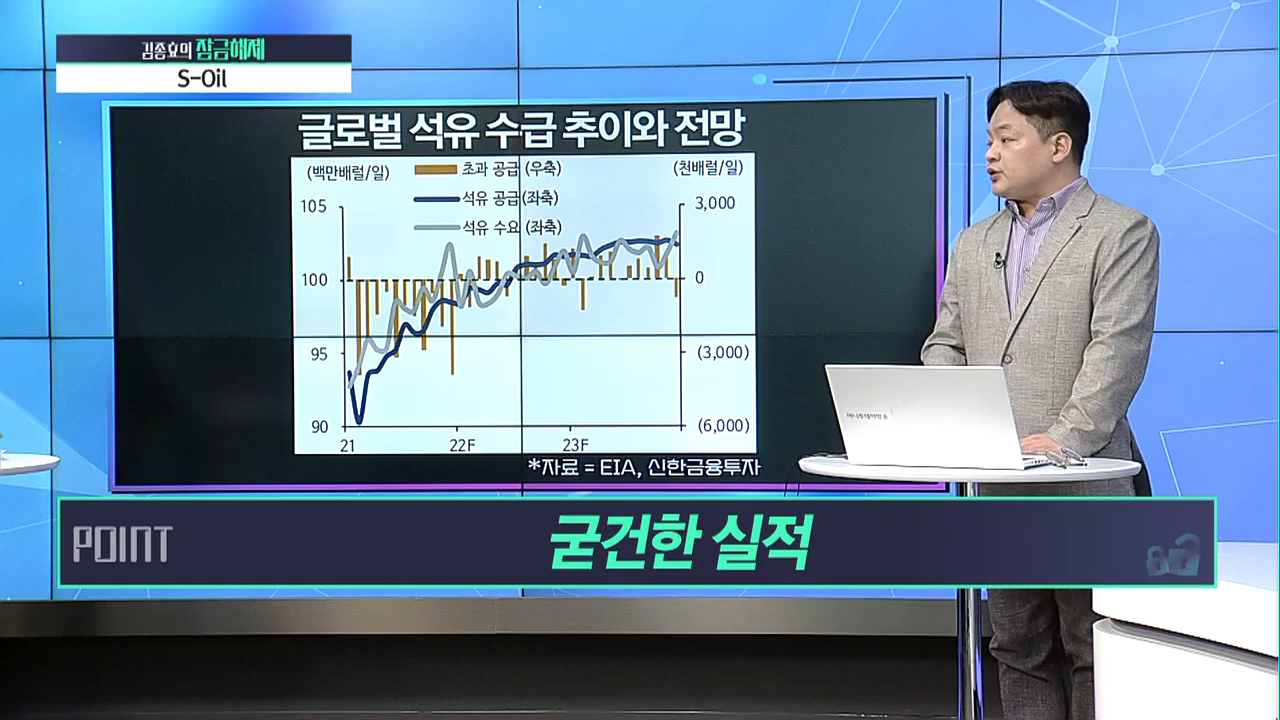 김종효의 잠금해제
S-Oil
글로벌 석유 수급 추이와 전망
(백만배럴/일)
초과 공급 (우축)
(천배럴/일)
석유 공급(좌축)
석유 수요 (좌축)
105
3,000
100
0
95
(3,000)
90
(6,000)
21
22F
23F
*자료 = EIA, 신한금융투자
POINT
굳건한 실적